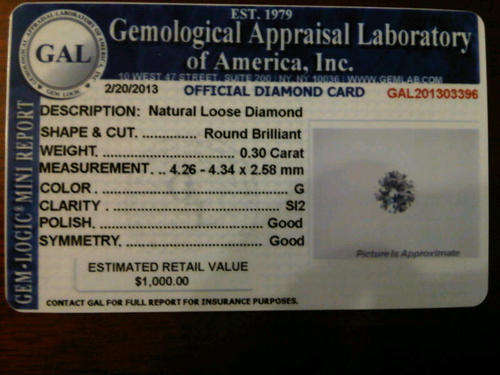 EST. 1979
Gemological Appraisal Laboratory
of America, Inc.
GAL
10 WEST 47 STREET, SUITE 200 | NY, NY 10036 | WWW.GEMLAB.COM
2/20/2013 OFFICIAL DIAMOND CARD GAL201303396
GEM-LOGIC MINI REPORT
DESCRIPTION: Natural Loose Diamond
SHAPE & CUT. .............. Round Brilliant
WEIGHT. ........................ 0.30 Carat
MEASUREMENT .. 4.26 - 4.34 x 2.58 mm
COLOR . ............................ G
CLARITY ............................ SI2
POLISH. ............................ Good
SYMMETRY. ...................... Good
Picture is Approximate
ESTIMATED RETAIL VALUE
$1,000.00
CONTACT GAL FOR FULL REPORT FOR INSURANCE PURPOSES.